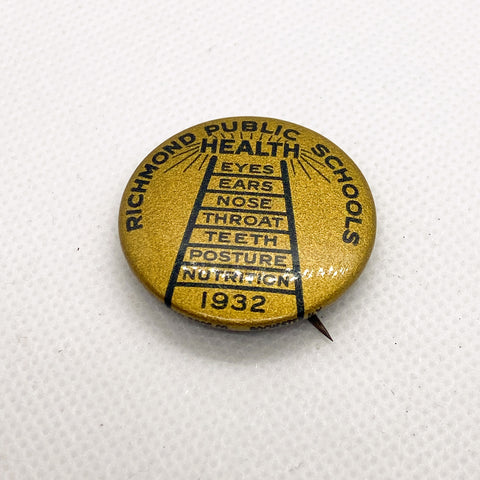 RICHMOND PUBLIC SCHOOLS
HEALTH
EYES
EARS
NOSE
THROAT
TEETH
POSTURE
NUTRITION
1932